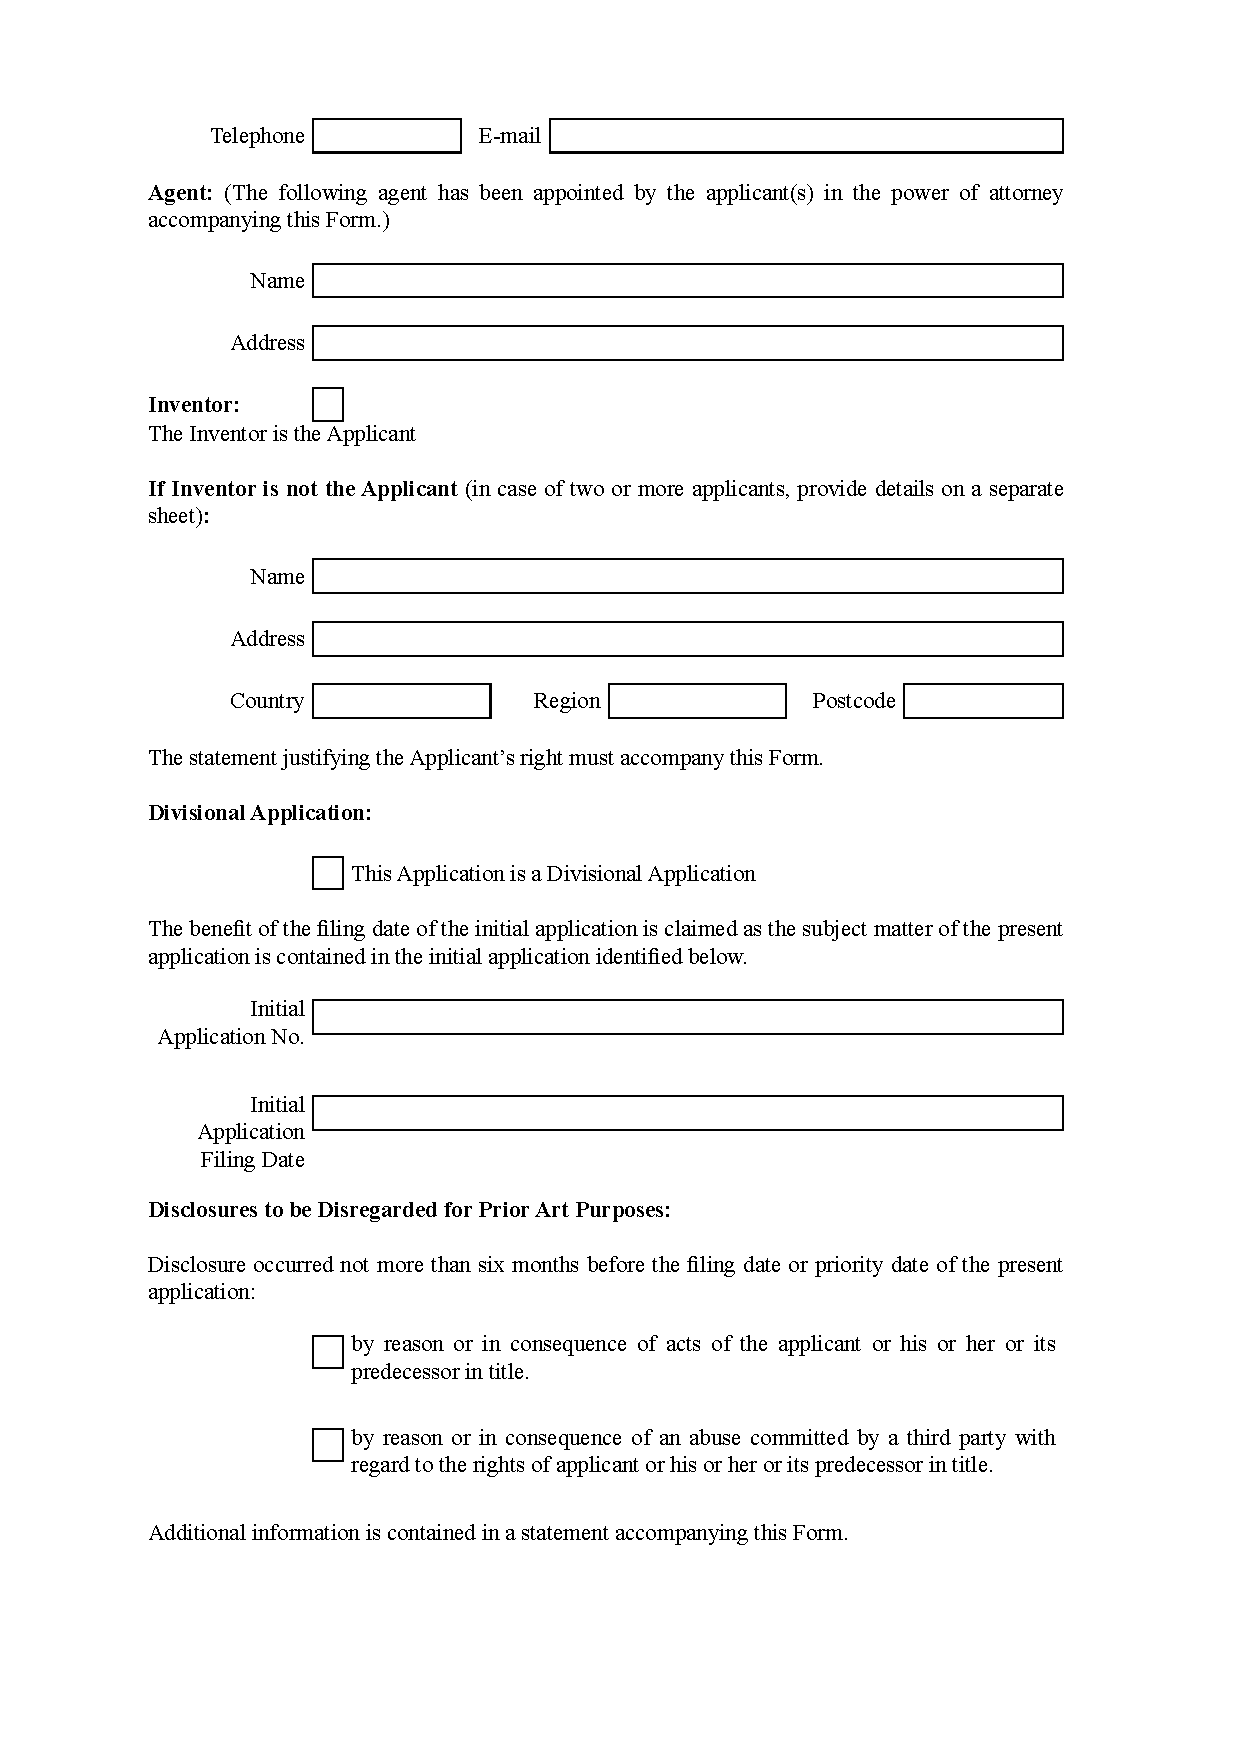 Telephone E-mail
Agent: (The following agent has been appointed by the applicant(s) in the power of attorney
accompanying this Form.)
Name
Address
Inventor:
The Inventor is the Applicant
If Inventor is not the Applicant (in case of two or more applicants, provide details on a separate
sheet):
Name
Address
Country Region Postcode
The statement justifying the Applicant’s right must accompany this Form.
Divisional Application:
This Application is a Divisional Application
The benefit of the filing date of the initial application is claimed as the subject matter of the present
application is contained in the initial application identified below.
Initial
Application No.
Initial
Application
Filing Date
Disclosures to be Disregarded for Prior Art Purposes:
Disclosure occurred not more than six months before the filing date or priority date of the present
application:
by reason or in consequence of acts of the applicant or his or her or its
predecessor in title.
by reason or in consequence of an abuse committed by a third party with
regard to the rights of applicant or his or her or its predecessor in title.
Additional information is contained in a statement accompanying this Form.